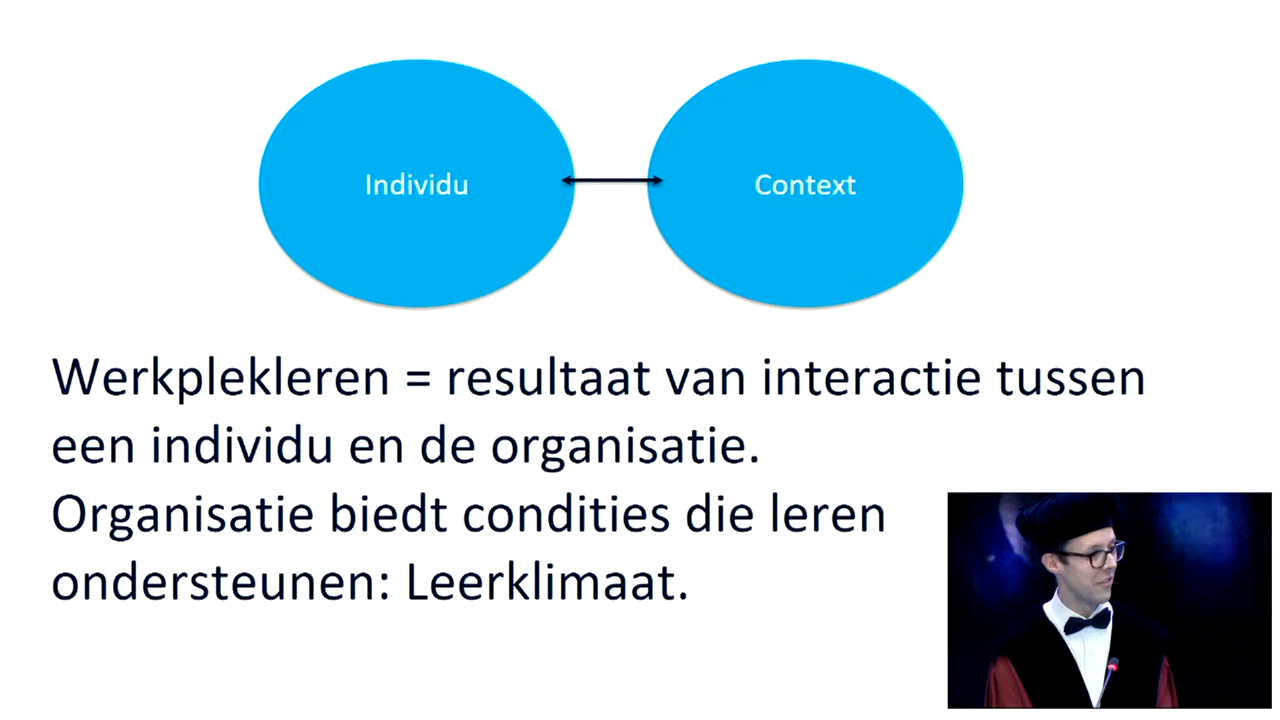 Individu
Context
Werkplekleren = resultaat van interactie tussen
een individu en de organisatie.
Organisatie biedt condities die leren
ondersteunen: Leerklimaat.